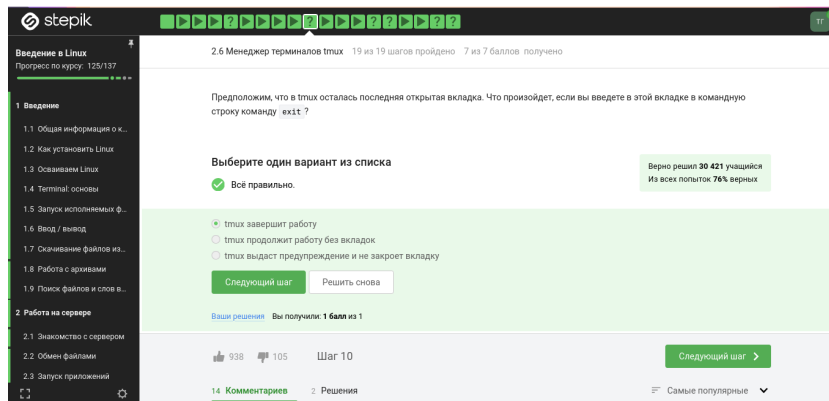 stepik
ТГ
Введение в Linux
Прогресс по курсу: 125/137
1 Введение
1.1 Общая информация о к...
1.2 Как установить Linux
1.3 Осваиваем Linux
1.4 Terminal: основы
1.5 Запуск исполняемых ф...
1.6 Ввод / вывод
1.7 Скачивание файлов из...
1.8 Работа с архивами
1.9 Поиск файлов и слов в...
2 Работа на сервере
2.1 Знакомство с сервером
2.2 Обмен файлами
2.3 Запуск приложений
2.6 Менеджер терминалов tmux 19 из 19 шагов пройдено 7 из 7 баллов получено
Предположим, что в tmux осталась последняя открытая вкладка. Что произойдет, если вы введете в этой вкладке в командную
строку команду exit ?
Выберите один вариант из списка
Всё правильно.
Верно решил 30 421 учащийся
Из всех попыток 76% верных
tmux завершит работу
tmux продолжит работу без вкладок
tmux выдаст предупреждение и не закроет вкладку
Следующий шаг
Решить снова
Ваши решения Вы получили: 1 балл из 1
938 105 Шаг 10
Следующий шаг
14 Комментариев 2 Решения
Самые популярные